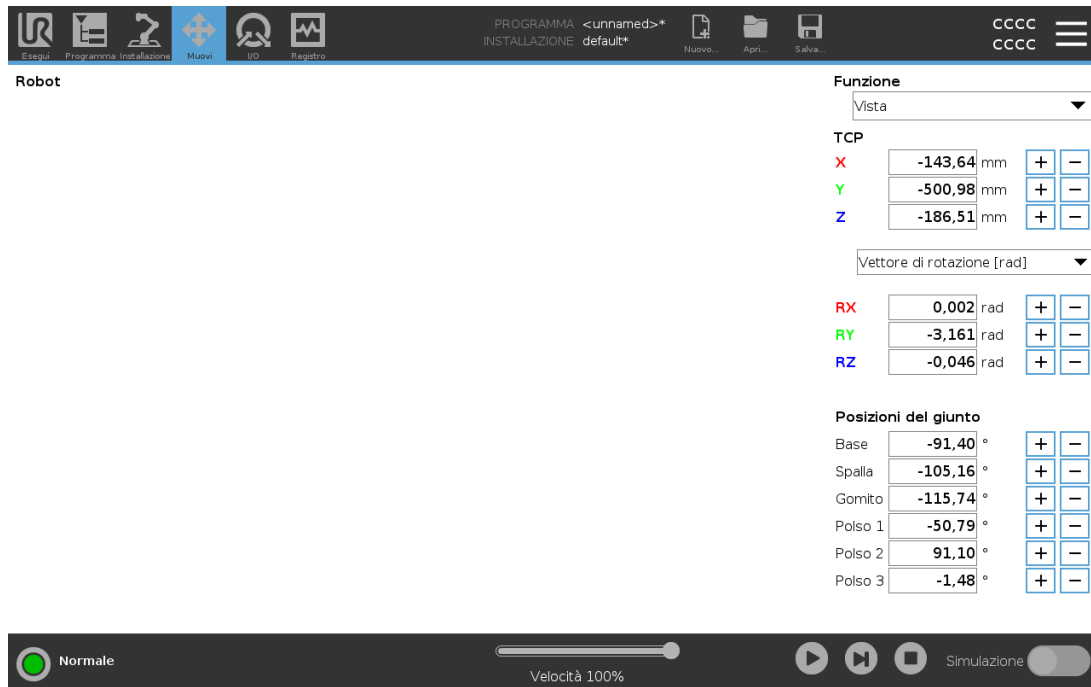 UR
Esegui
Programma
Installazione
Muovi
I/O
Registro
PROGRAMMA <unnamed>*
INSTALLAZIONE default*
Nuovo...
Apri...
Salva...
CCCC
CCCC
Robot
Funzione
Vista
TCP
X -143,64 mm + −
Y -500,98 mm + −
Z -186,51 mm + −
Vettore di rotazione [rad]
RX 0,002 rad + −
RY -3,161 rad + −
RZ -0,046 rad + −
Posizioni del giunto
Base -91,40 ° + −
Spalla -105,16 ° + −
Gomito -115,74 ° + −
Polso 1 -50,79 ° + −
Polso 2 91,10 ° + −
Polso 3 -1,48 ° + −
Normale
Velocità 100%
Simulazione